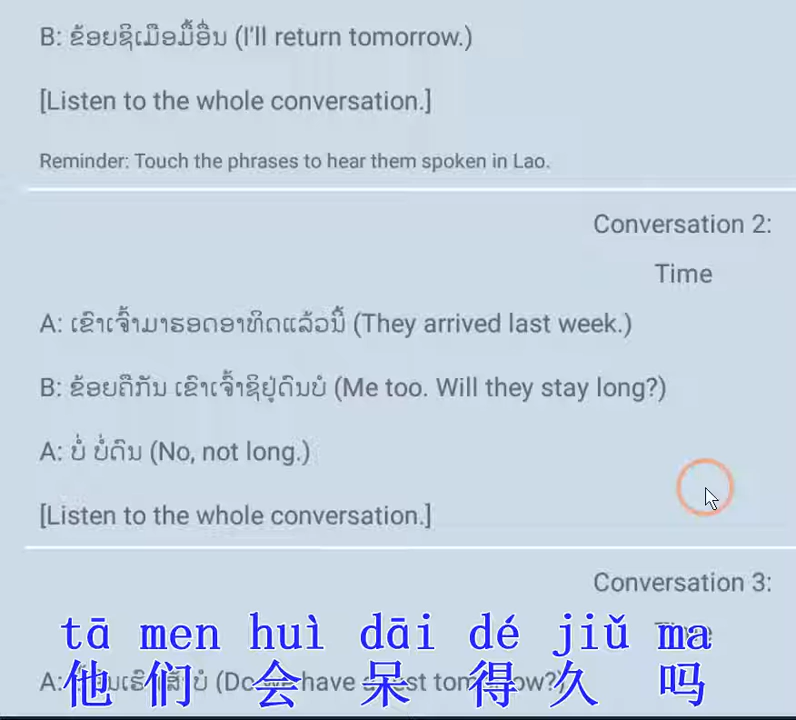 B: ຂ້ອຍຊິເມືອມື້ອື່ນ (I'll return tomorrow.)
[Listen to the whole conversation.]
Reminder: Touch the phrases to hear them spoken in Lao.
Conversation 2:
Time
A: ເຂົາເຈົ້າມາຮອດອາທິດແລ້ວນີ້ (They arrived last week.)
B: ຂ້ອຍຄືກັນ ເຂົາເຈົ້າຊິຢູ່ດົນບໍ (Me too. Will they stay long?)
A: ບໍ່ ບໍ່ດົນ (No, not long.)
[Listen to the whole conversation.]
Conversation 3:
tā men huì dāi dé jiǔ ma
他们会呆得久吗
A: (Do we have a test tomorrow?)